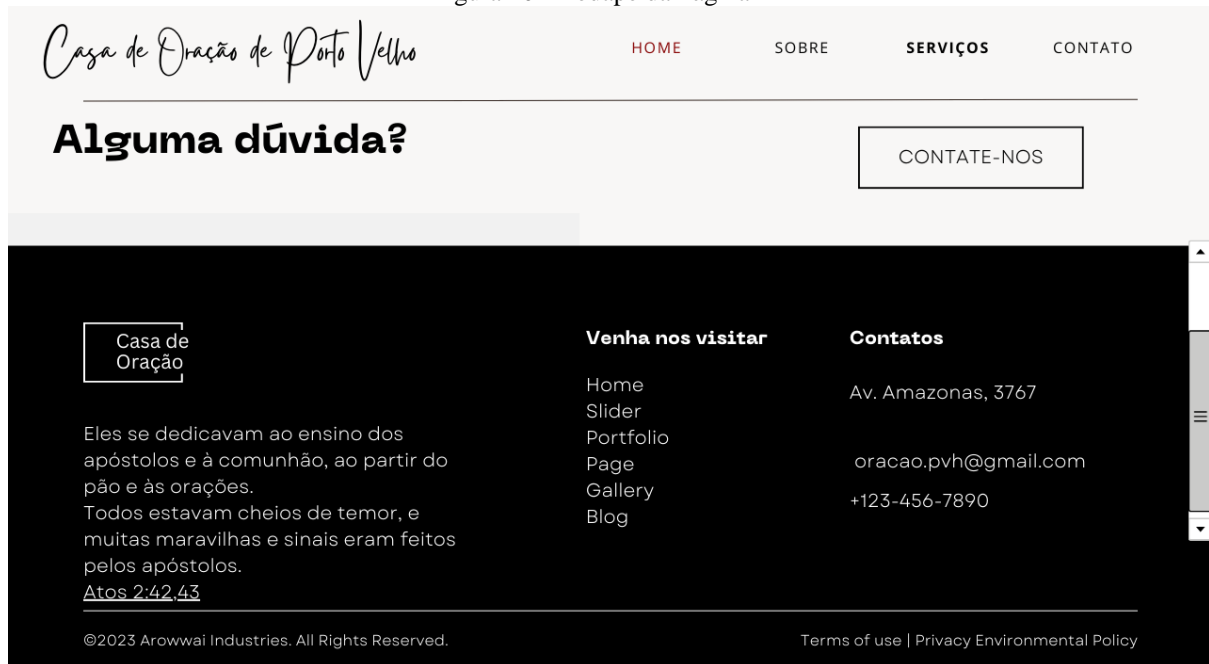 Casa de Oração de Porto Velho
HOME SOBRE SERVIÇOS CONTATO
Alguma dúvida?
CONTATE-NOS
Casa de
Oração
Eles se dedicavam ao ensino dos
apóstolos e à comunhão, ao partir do
pão e às orações.
Todos estavam cheios de temor, e
muitas maravilhas e sinais eram feitos
pelos apóstolos.
Atos 2:42,43
Venha nos visitar
Home
Slider
Portfolio
Page
Gallery
Blog
Contatos
Av. Amazonas, 3767
oracao.pvh@gmail.com
+123-456-7890
©2023 Arowwai Industries. All Rights Reserved.
Terms of use | Privacy Environmental Policy